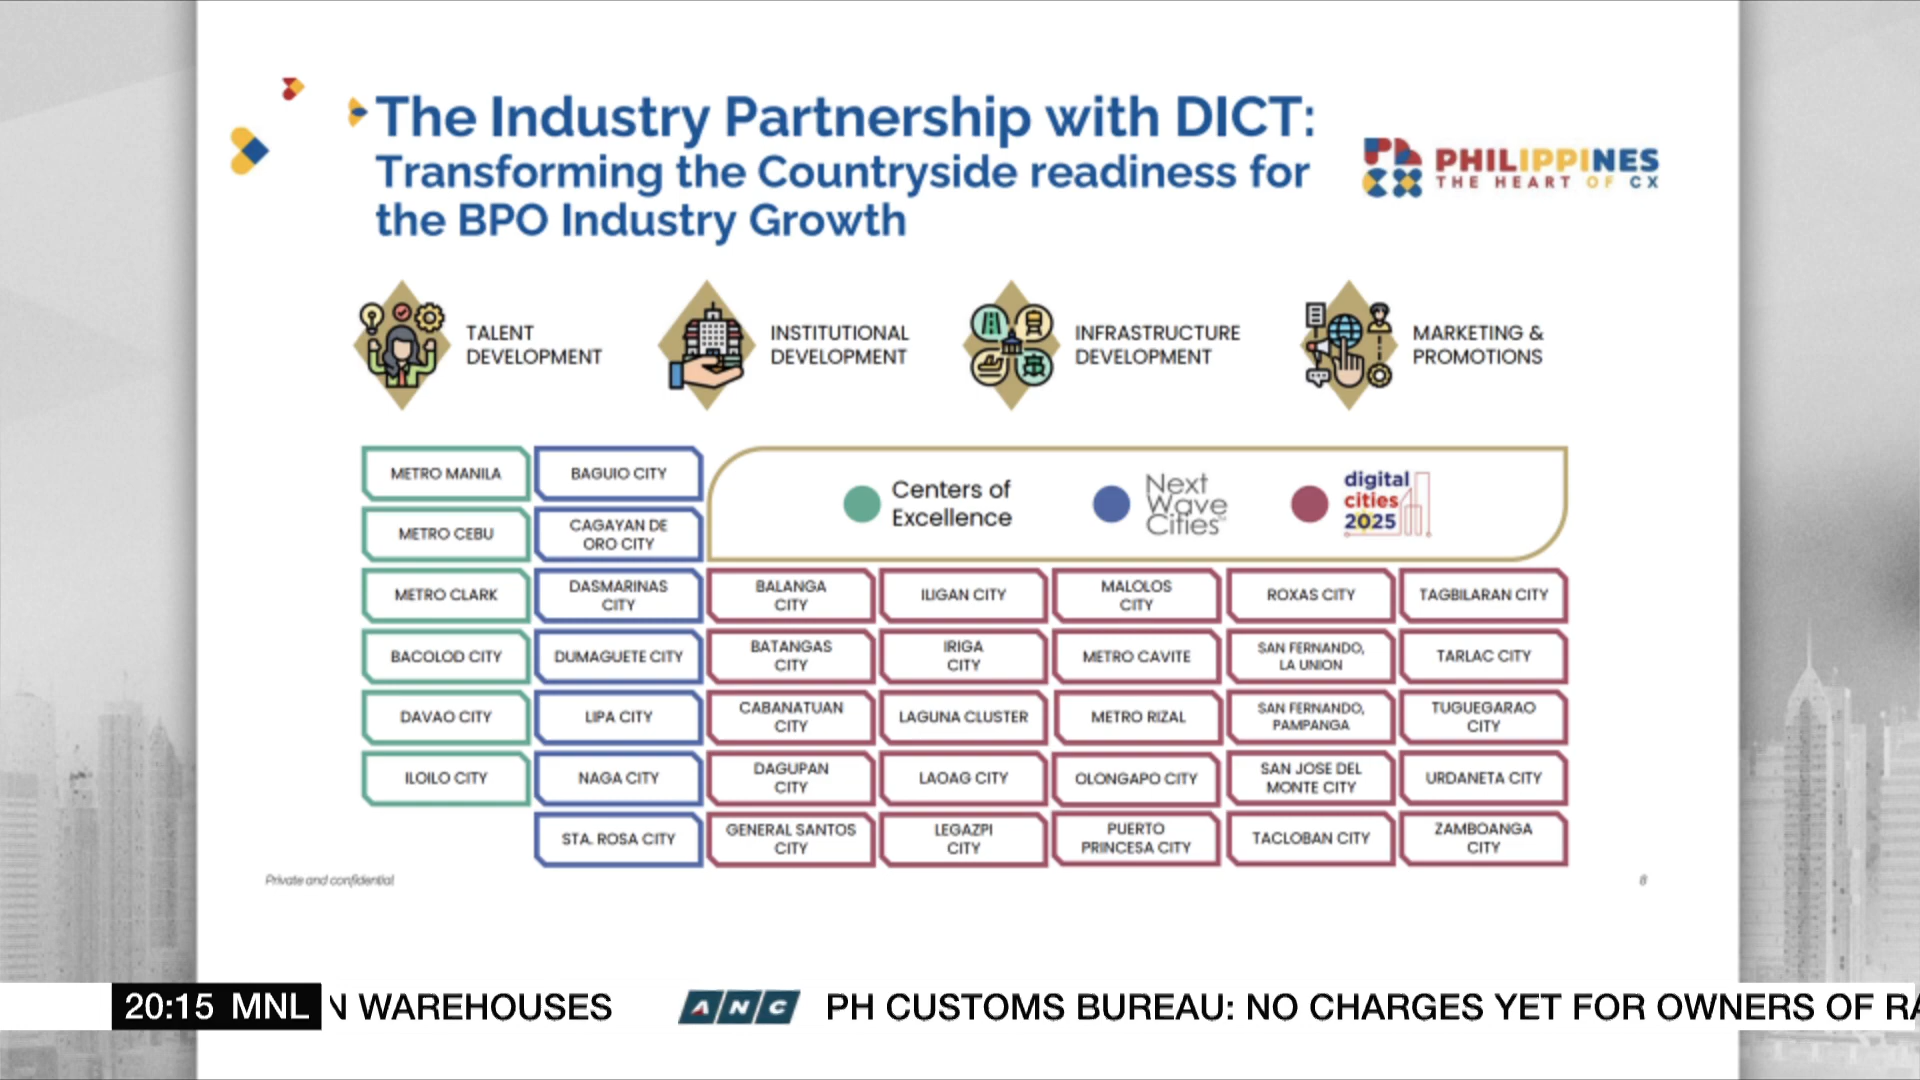 The Industry Partnership with DICT:
Transforming the Countryside readiness for
the BPO Industry Growth
PHILIPPINES
THE HEART OF CX
TALENT
DEVELOPMENT
INSTITUTIONAL
DEVELOPMENT
INFRASTRUCTURE
DEVELOPMENT
MARKETING &
PROMOTIONS
Centers of
Excellence
Next
Wave
Cities
digital
cities
2025
METRO MANILA
METRO CEBU
METRO CLARK
BACOLOD CITY
DAVAO CITY
ILOILO CITY
BAGUIO CITY
CAGAYAN DE
ORO CITY
DASMARINAS
CITY
DUMAGUETE CITY
LIPA CITY
NAGA CITY
STA. ROSA CITY
BALANGA
CITY
BATANGAS
CITY
CABANATUAN
CITY
DAGUPAN
CITY
GENERAL SANTOS
CITY
ILIGAN CITY
IRIGA
CITY
LAGUNA CLUSTER
LAOAG CITY
LEGAZPI
CITY
MALOLOS
CITY
METRO CAVITE
METRO RIZAL
OLONGAPO CITY
PUERTO
PRINCESA CITY
ROXAS CITY
SAN FERNANDO,
LA UNION
SAN FERNANDO,
PAMPANGA
SAN JOSE DEL
MONTE CITY
TACLOBAN CITY
TAGBILARAN CITY
TARLAC CITY
TUGUEGARAO
CITY
URDANETA CITY
ZAMBOANGA
CITY
Private and confidential
20:15 MNL
N WAREHOUSES
ANC
PH CUSTOMS BUREAU: NO CHARGES YET FOR OWNERS OF RA